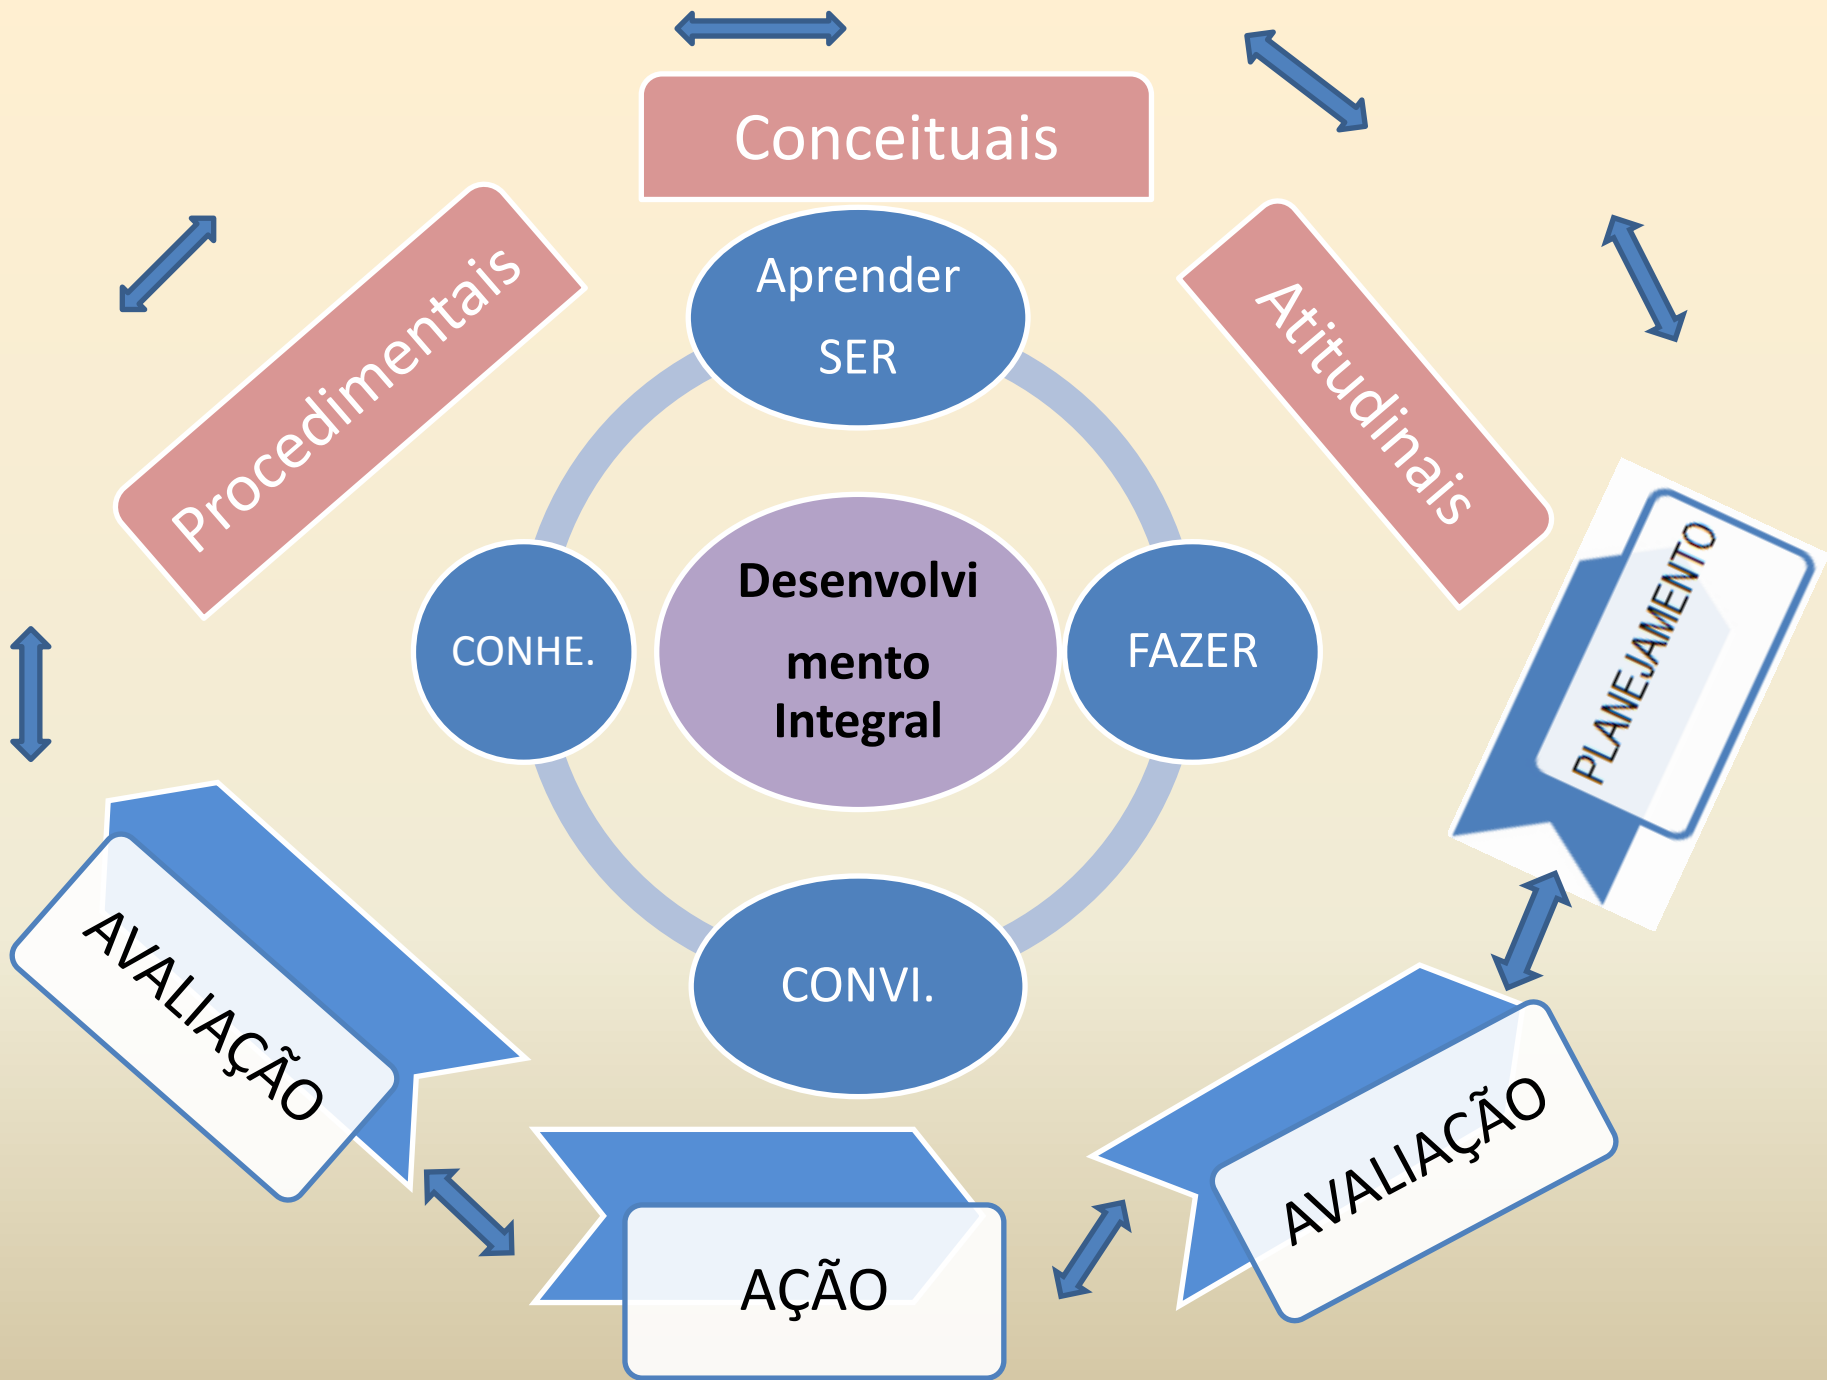 Conceituais
Procedimentais
Atitudinais
Aprender
SER
CONHE.
Desenvolvi
mento
Integral
FAZER
CONVI.
PLANEJAMENTO
AVALIAÇÃO
AÇÃO
AVALIAÇÃO